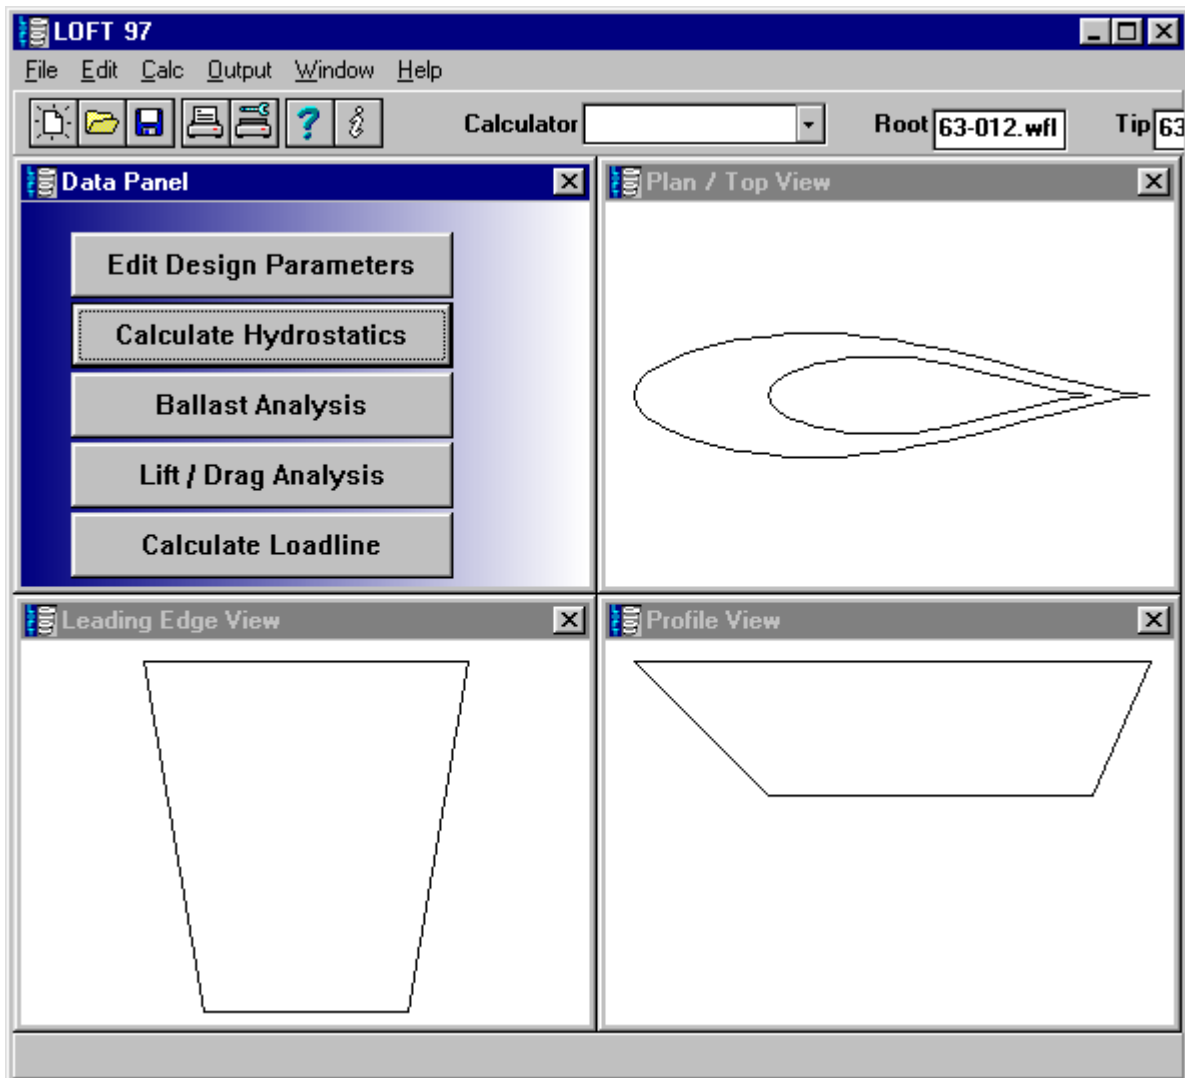 LOFT 97
File Edit Calc Output Window Help
Calculator Root 63-012.wfl Tip 63
Data Panel
Edit Design Parameters
Calculate Hydrostatics
Ballast Analysis
Lift / Drag Analysis
Calculate Loadline
Plan / Top View
Leading Edge View
Profile View